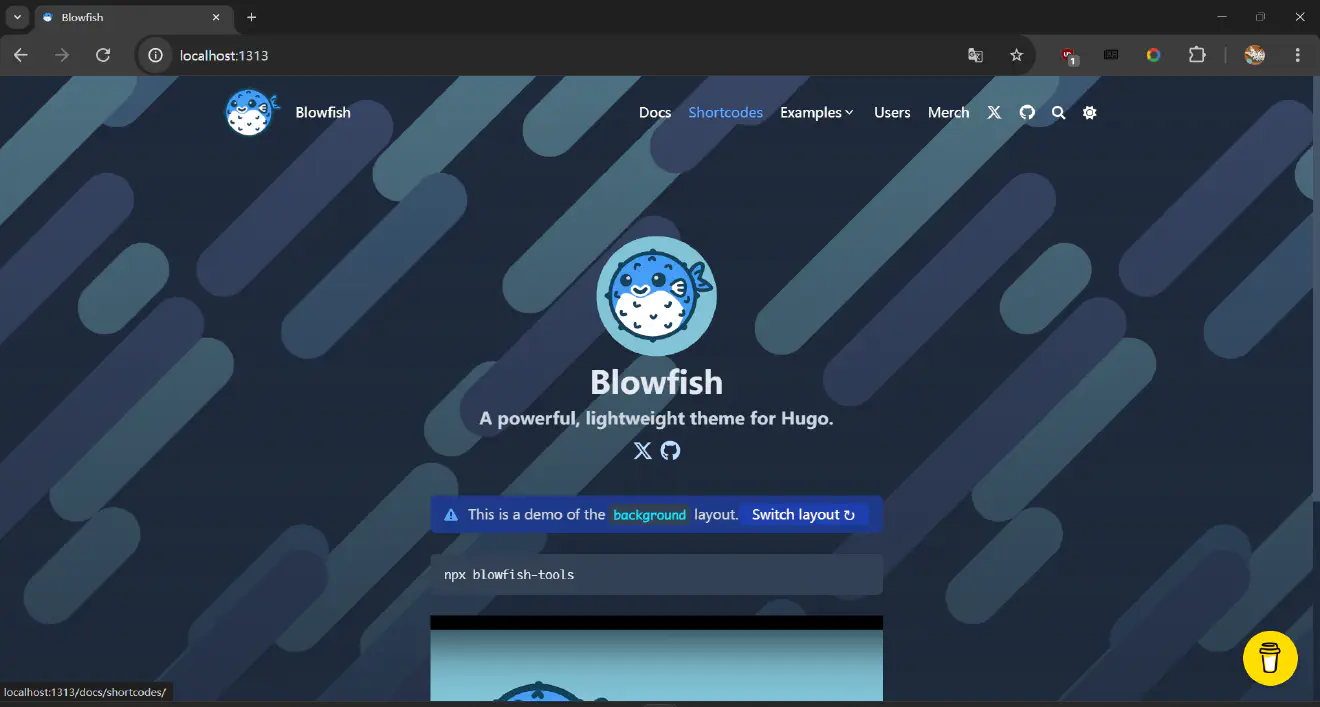 Blowfish
localhost:1313
1
Blowfish
Docs Shortcodes Examples Users Merch
Blowfish
A powerful, lightweight theme for Hugo.
This is a demo of the background layout. Switch layout ↻
npx blowfish-tools
localhost:1313/docs/shortcodes/